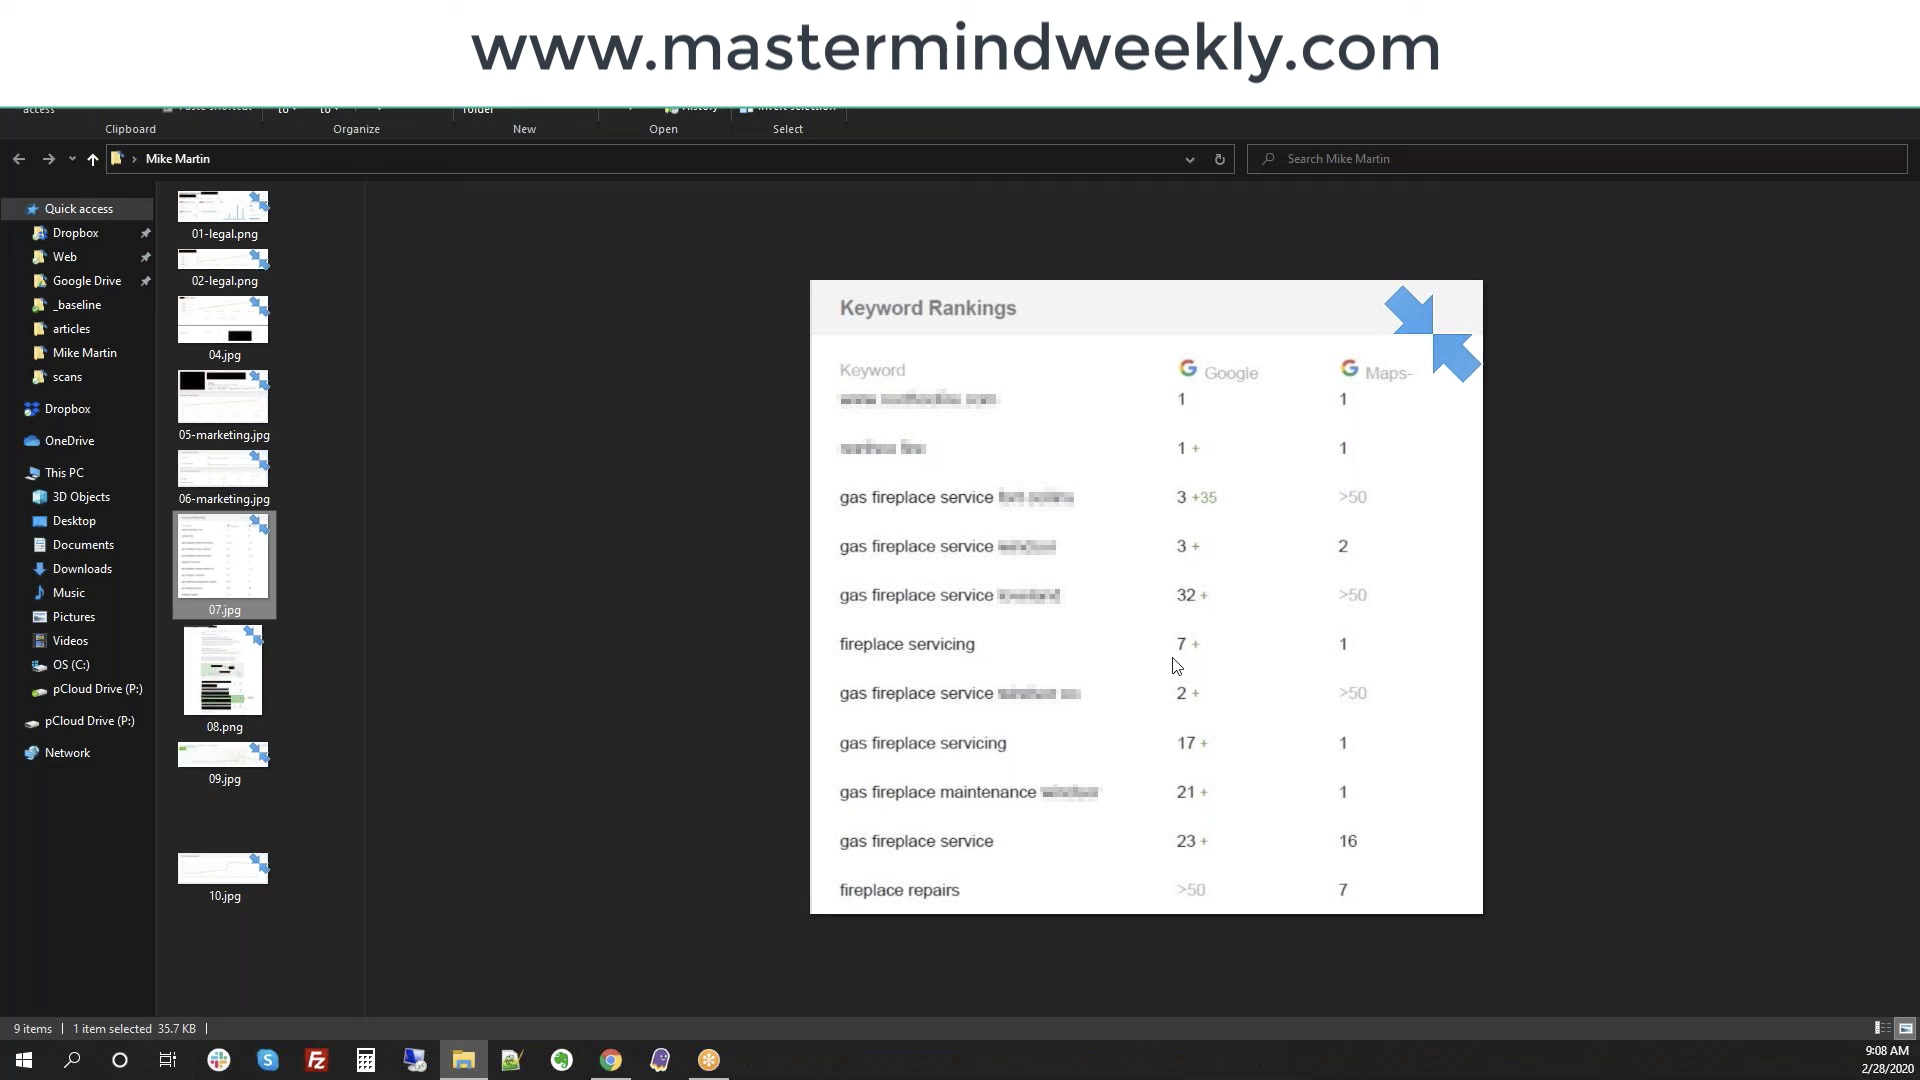 www.mastermindweekly.com
access
folder
Clipboard Organize New Open Select
Mike Martin
Search Mike Martin
Quick access
Dropbox
Web
Google Drive
_baseline
articles
Mike Martin
scans
Dropbox
OneDrive
This PC
3D Objects
Desktop
Documents
Downloads
Music
Pictures
Videos
OS (C:)
pCloud Drive (P:)
pCloud Drive (P:)
Network
01-legal.png
02-legal.png
04.jpg
05-marketing.jpg
06-marketing.jpg
07.jpg
08.png
09.jpg
10.jpg
Keyword Rankings
Keyword Google Maps-
1 1
1 + 1
gas fireplace service 3 +35 >50
gas fireplace service 3 + 2
gas fireplace service 32 + >50
fireplace servicing 7 + 1
gas fireplace service 2 + >50
gas fireplace servicing 17 + 1
gas fireplace maintenance 21 + 1
gas fireplace service 23 + 16
fireplace repairs >50 7
9 items 1 item selected 35.7 KB
9:08 AM
2/28/2020